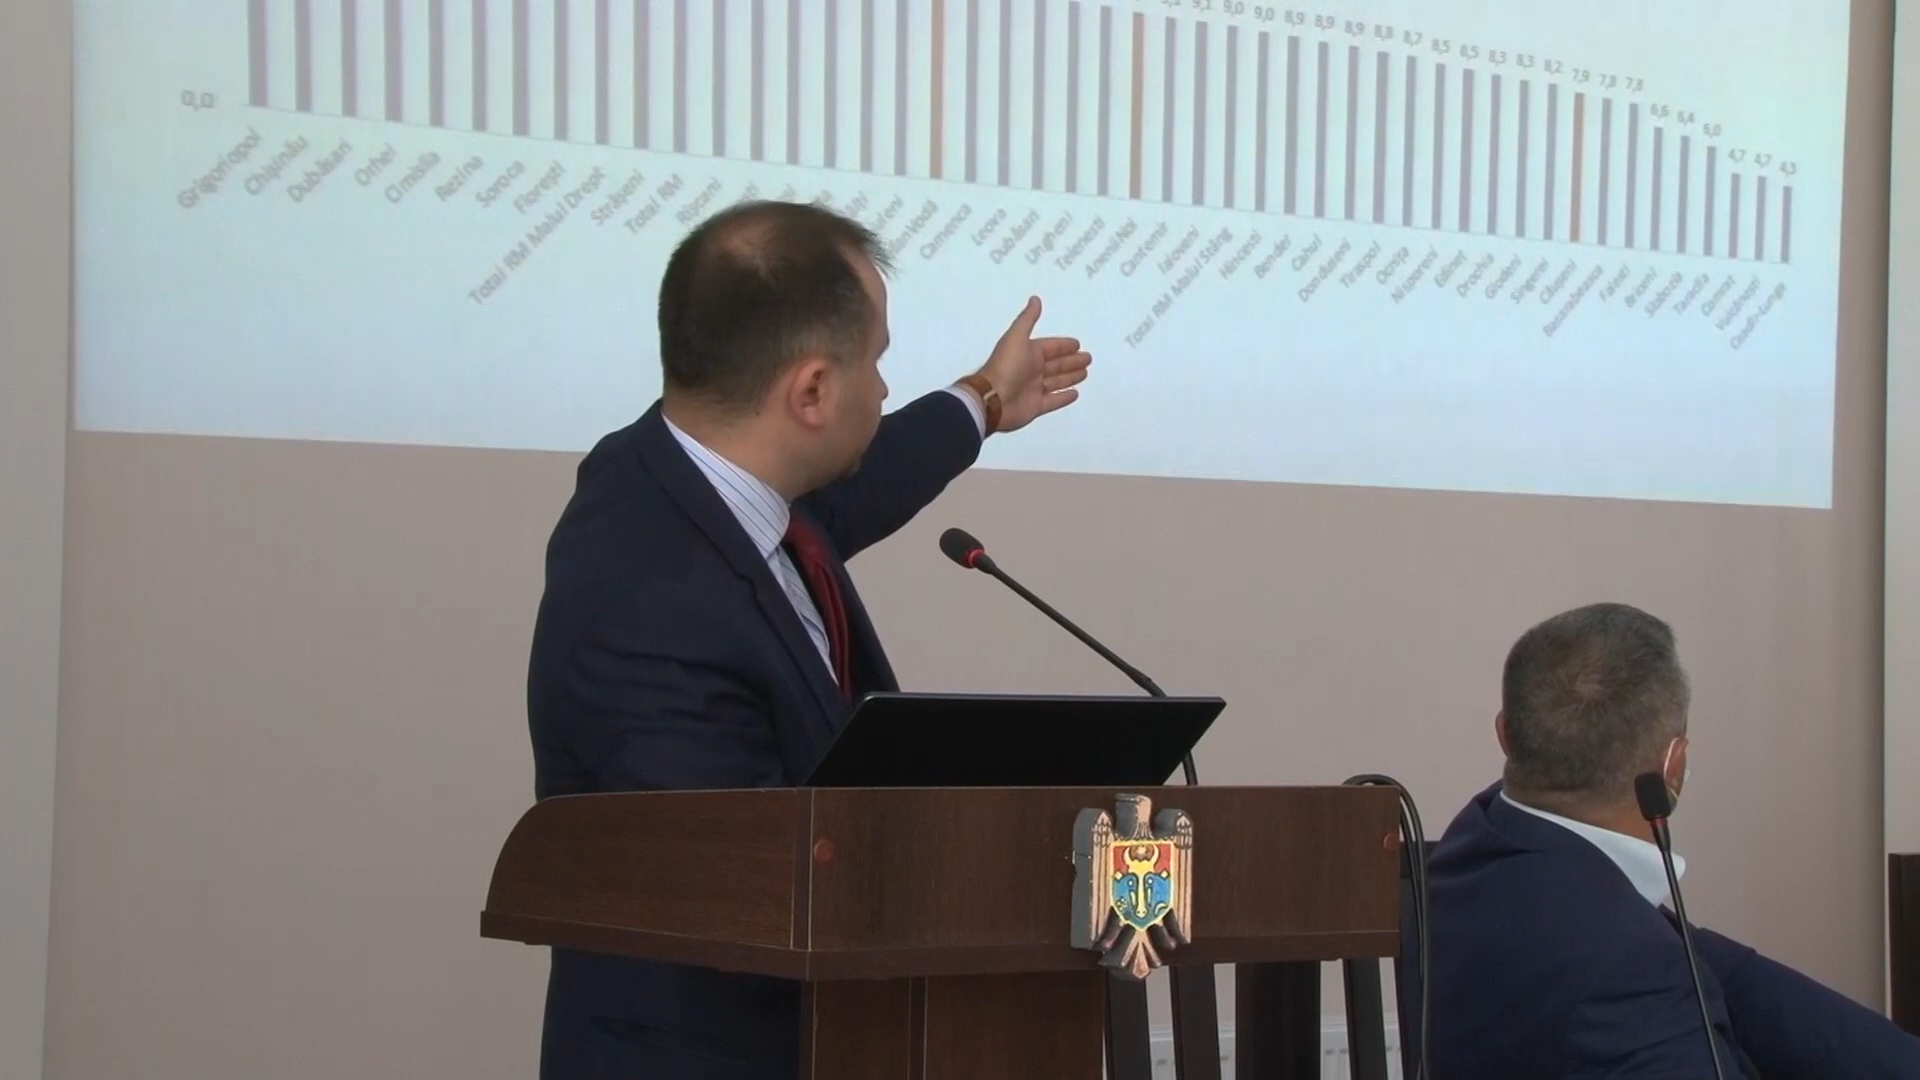 9,1 9,0 9,0 8,9 8,9 8,9 8,8 8,7 8,5 8,5 8,3 8,3 8,2 7,9 7,8 7,8 6,6 6,4 6,0 4,7 4,7 4,3
0,0
Grigoriopol
Chișinău
Dubăsari
Orhei
Cimișlia
Rezina
Soroca
Florești
Total RM Malul Drept
Strășeni
Total RM
Rîșcani
Camenca
Leova
Dubăsari
Ungheni
Telenești
Anenii Noi
Cantemir
Ialoveni
Total RM Malul Stâng
Hîncești
Bender
Cahul
Dondușeni
Tiraspol
Ocnița
Nisporeni
Edineț
Drochia
Glodeni
Sîngerei
Călărași
Basarabeasca
Fălești
Briceni
Slobozia
Taraclia
Comrat
Vulcănești
Ceadîr-Lunga